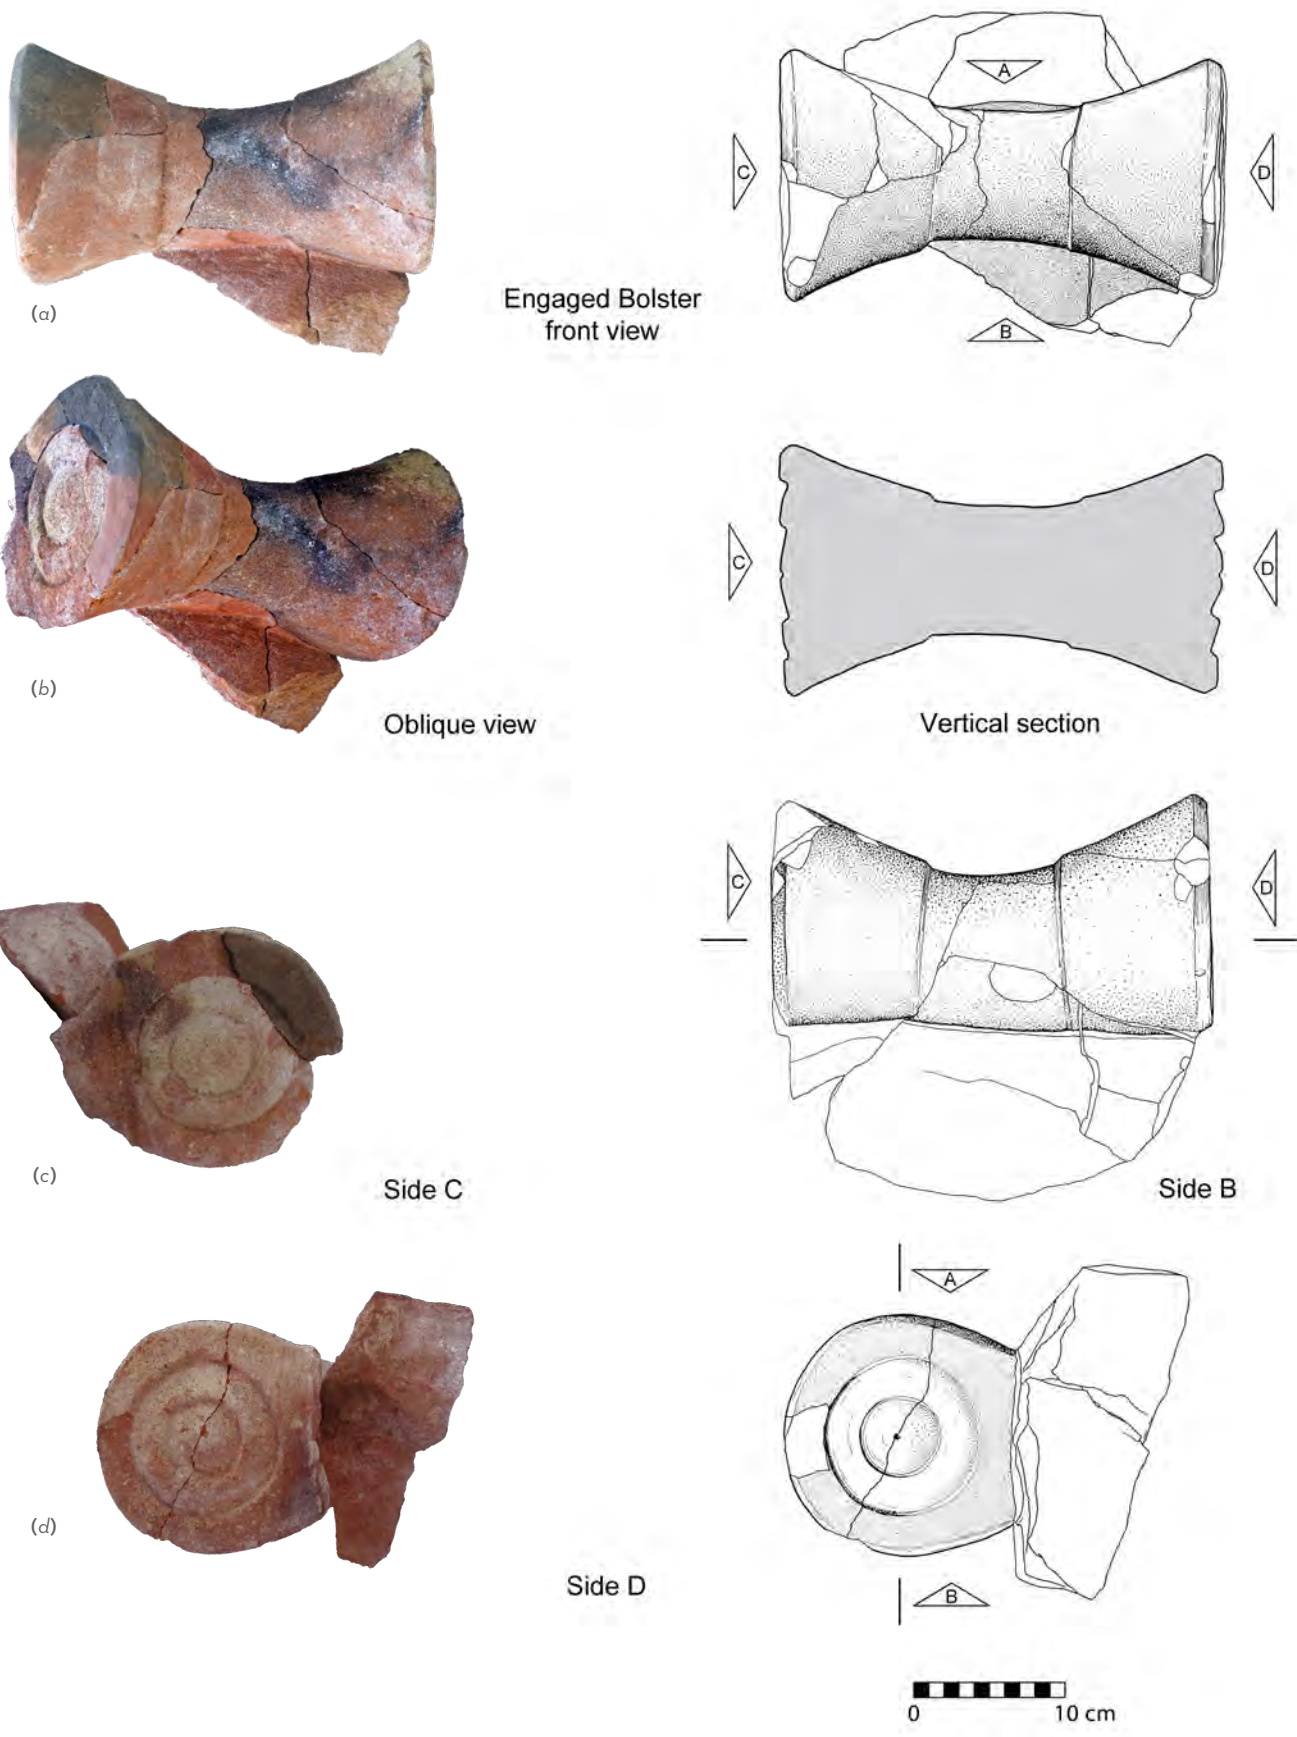 A
C
D
(a)
Engaged Bolster
front view
B
C
D
(b)
Oblique view
Vertical section
C
D
(c)
Side C
Side B
A
(d)
Side D
B
0 10 cm